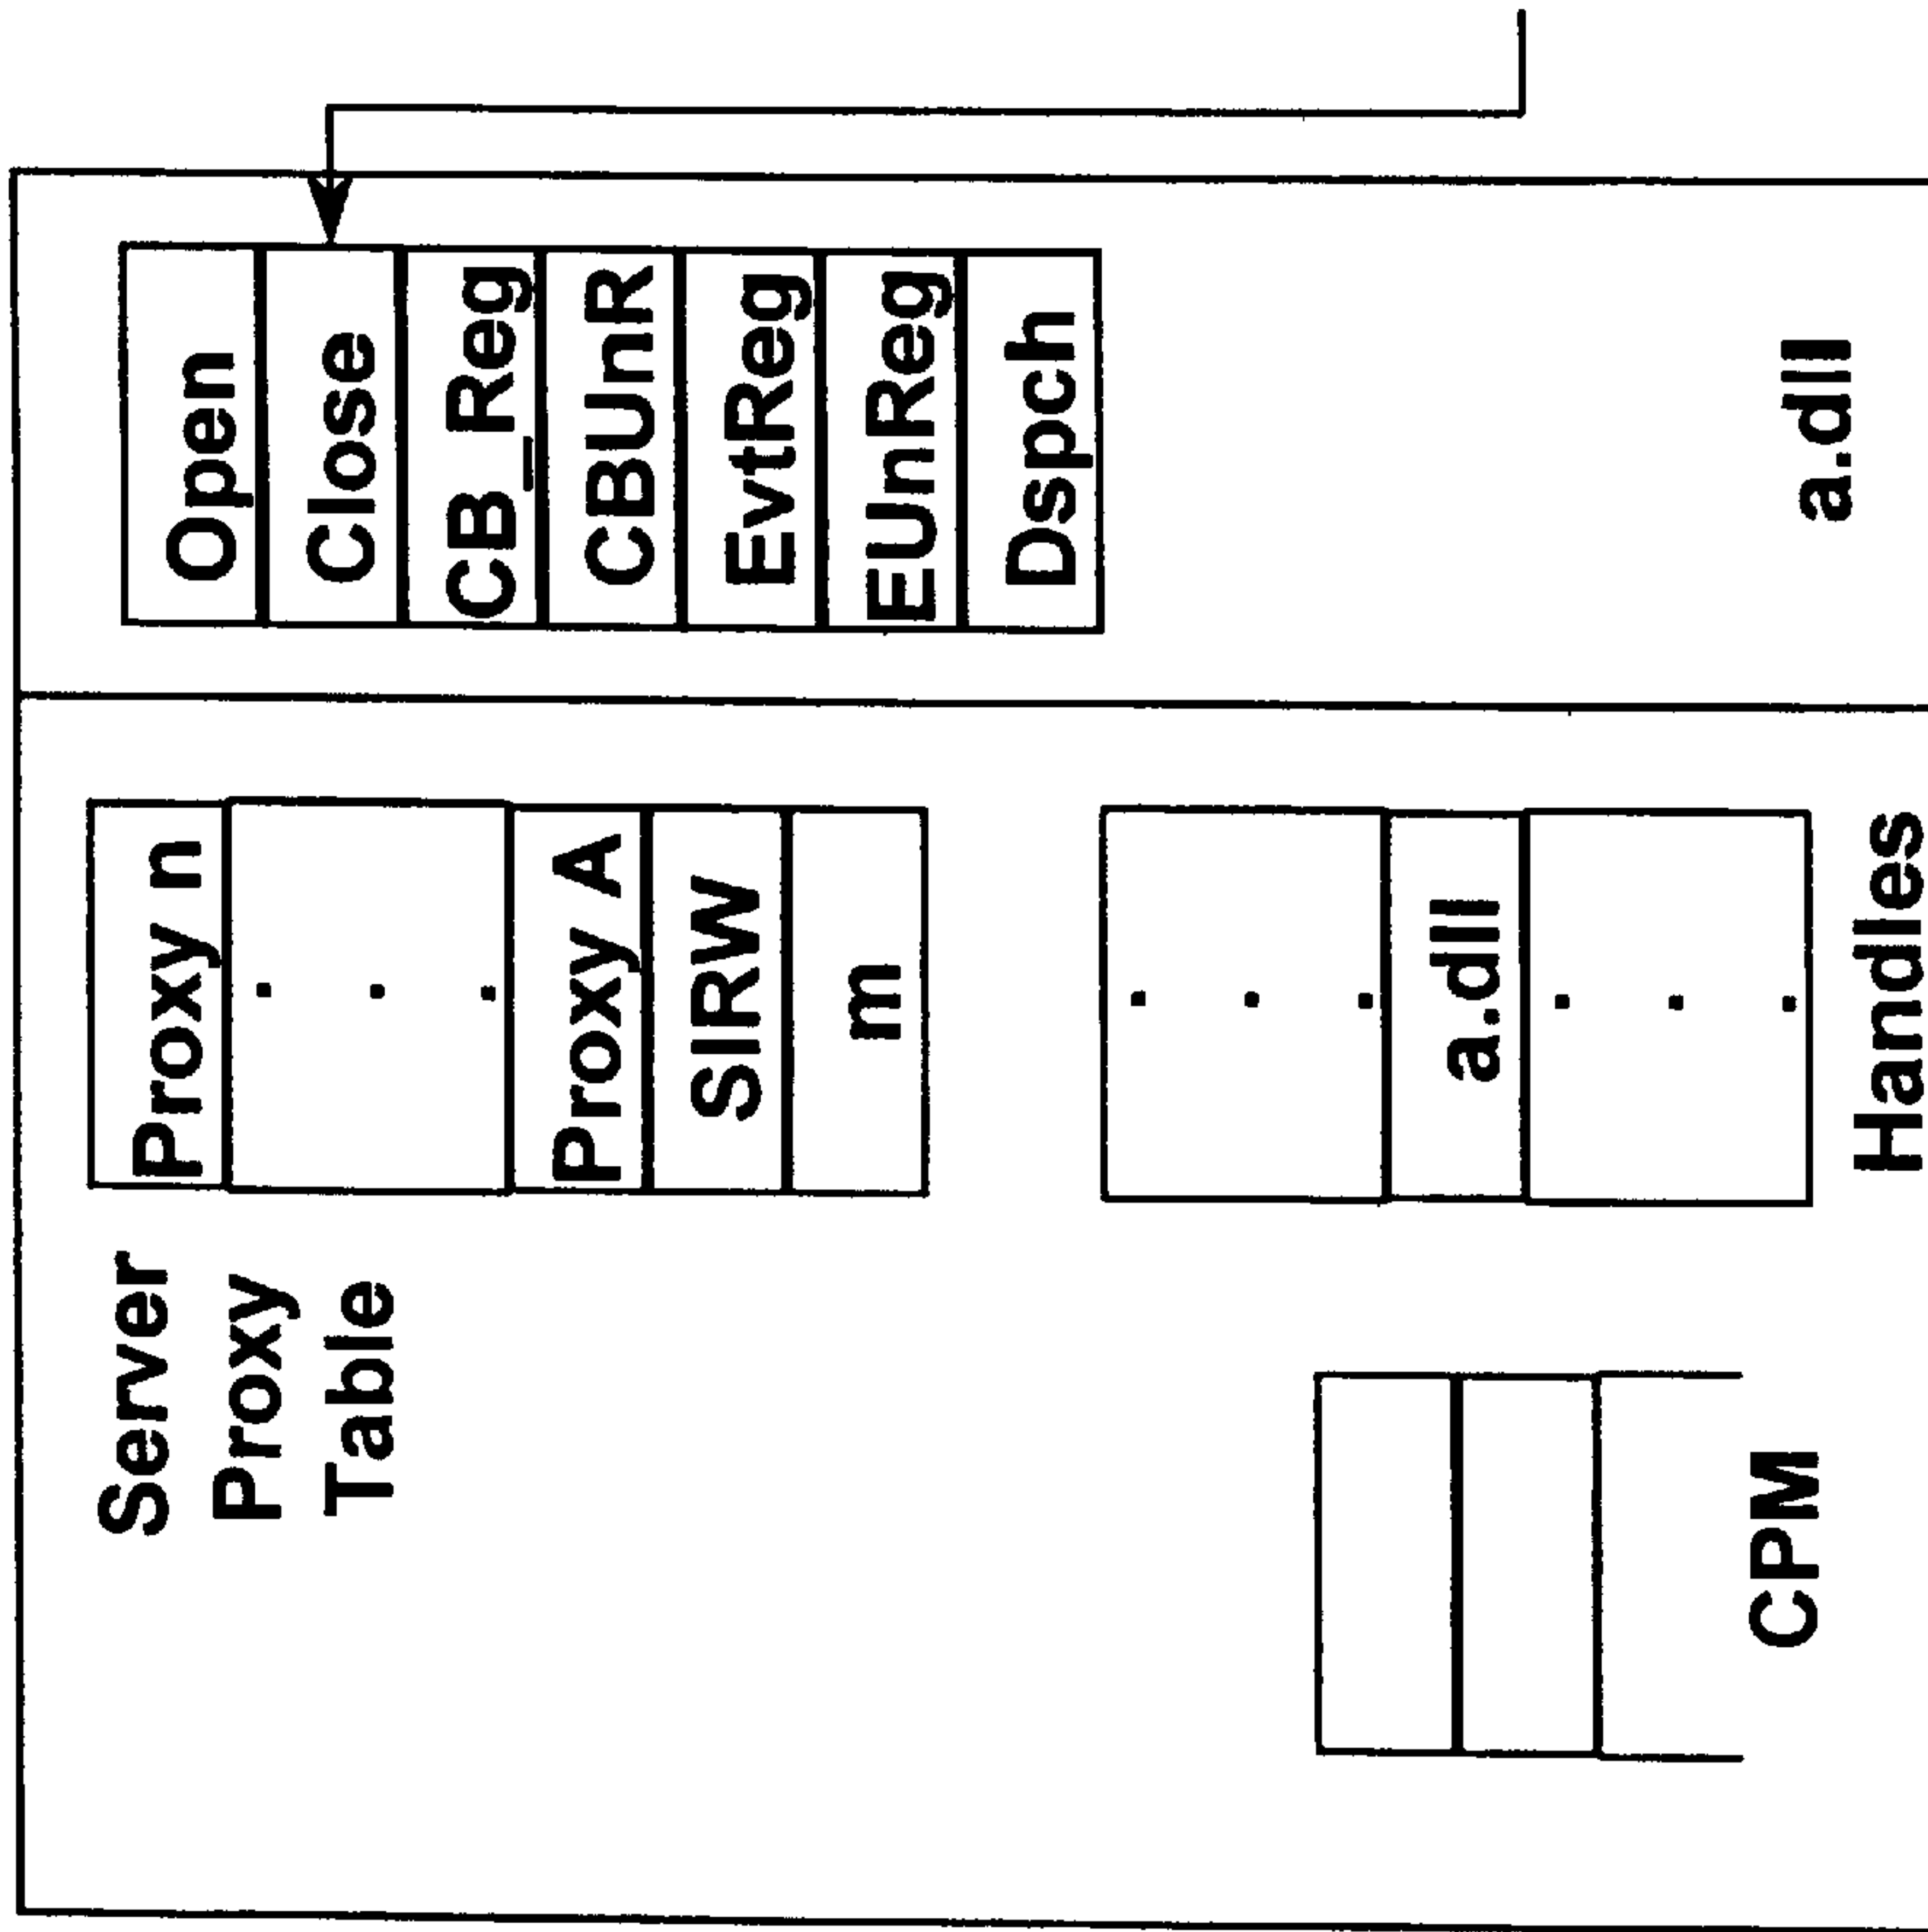 Server
Proxy
Table
Proxy n
.
.
.
Proxy A
SIRW
m
CPM
.
.
.
a.dll
.
.
.
Handles
Open
Close
CB_Reg
CBUnR
EvtReg
EUnReg
Dspch
a.dll